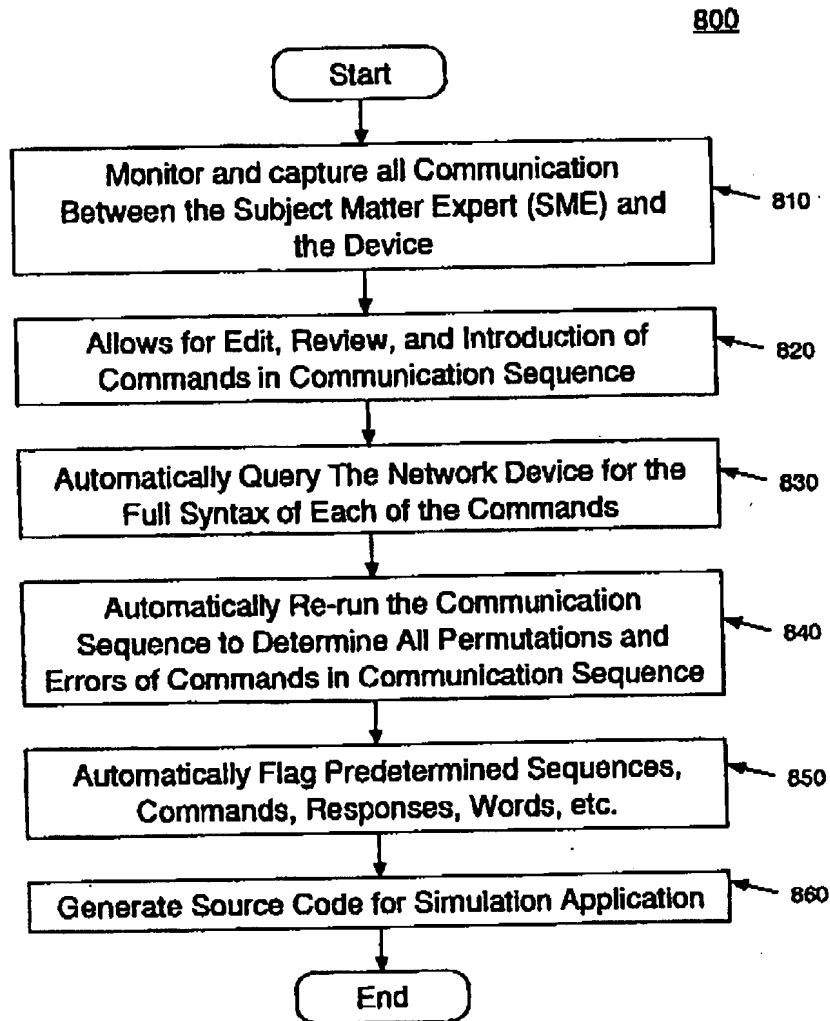 800
Start
Monitor and capture all Communication
Between the Subject Matter Expert (SME) and
the Device
810
Allows for Edit, Review, and Introduction of
Commands in Communication Sequence
820
Automatically Query The Network Device for the
Full Syntax of Each of the Commands
830
Automatically Re-run the Communication
Sequence to Determine All Permutations and
Errors of Commands in Communication Sequence
840
Automatically Flag Predetermined Sequences,
Commands, Responses, Words, etc.
850
Generate Source Code for Simulation Application
860
End